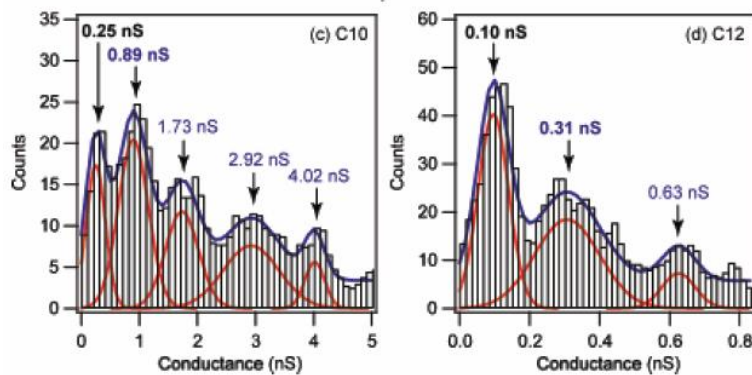 35
30
25
20
15
10
5
0
Counts
0.25 nS
0.89 nS
1.73 nS
2.92 nS
4.02 nS
(c) C10
0 1 2 3 4 5
Conductance (nS)
60
50
40
30
20
10
0
Counts
0.10 nS
0.31 nS
0.63 nS
(d) C12
0.0 0.2 0.4 0.6 0.8
Conductance (nS)